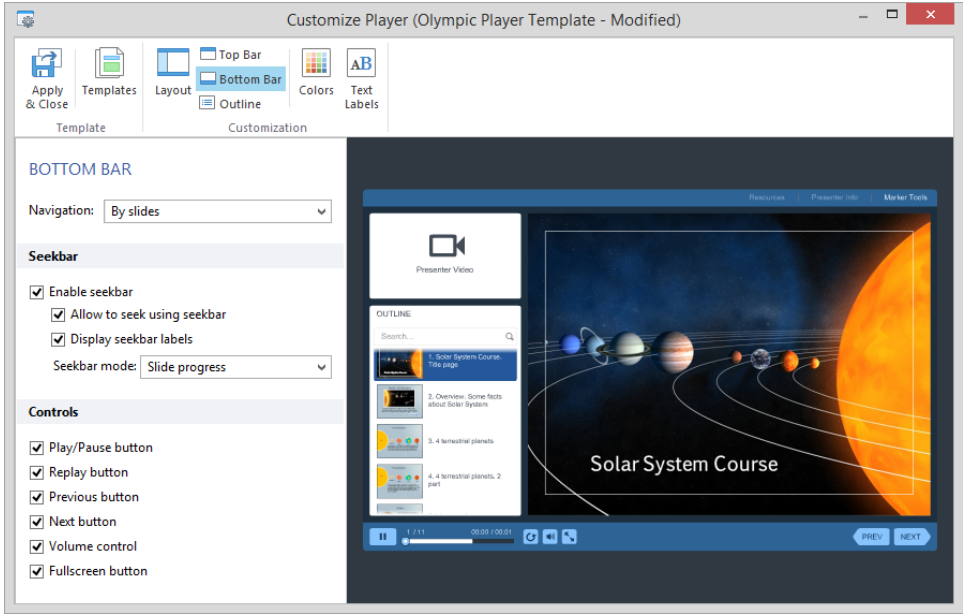 Customize Player (Olympic Player Template - Modified)
Apply & Close
Templates
Layout
Top Bar
Bottom Bar
Outline
Colors
AB
Text Labels
Template
Customization
BOTTOM BAR
Navigation: By slides
Seekbar
Enable seekbar
Allow to seek using seekbar
Display seekbar labels
Seekbar mode: Slide progress
Controls
Play/Pause button
Replay button
Previous button
Next button
Volume control
Fullscreen button
Resources Presenter Info Marker Tools
Presenter Video
OUTLINE
Search...
1. Solar System Course.
Title page
2. Overview. Some facts
about Solar System
3. 4 terrestrial planets
4. 4 terrestrial planets. 2
part
Solar System Course
1 / 11 00:00 / 00:01
PREV NEXT